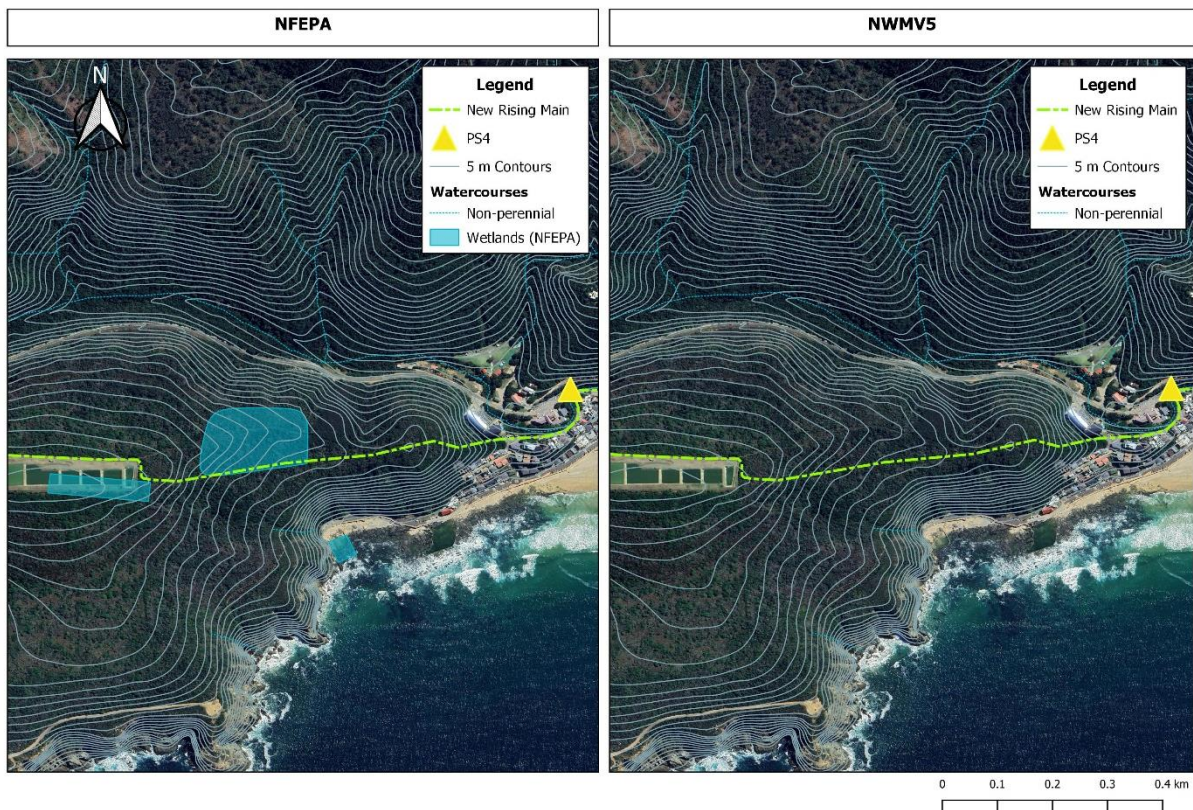 NFEPA
NWMV5
N
Legend
New Rising Main
PS4
5 m Contours
Watercourses
Non-perennial
Wetlands (NFEPA)
Legend
New Rising Main
PS4
5 m Contours
Watercourses
Non-perennial
0 0.1 0.2 0.3 0.4 km